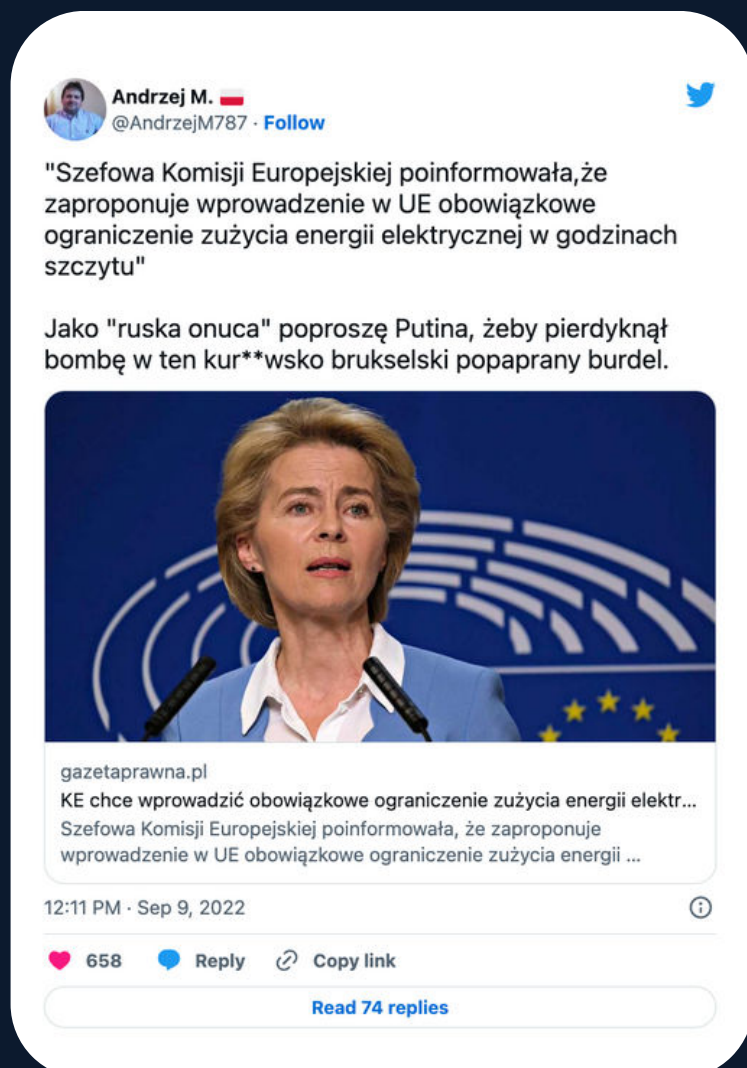 Andrzej M. 🇵🇱
@AndrzejM787 · Follow
"Szefowa Komisji Europejskiej poinformowała,że
zaproponuje wprowadzenie w UE obowiązkowe
ograniczenie zużycia energii elektrycznej w godzinach
szczytu"
Jako "ruska onuca" poproszę Putina, żeby pierdyknął
bombę w ten kur**wsko brukselski popaprany burdel.
gazetaprawna.pl
KE chce wprowadzić obowiązkowe ograniczenie zużycia energii elektr...
Szefowa Komisji Europejskiej poinformowała, że zaproponuje
wprowadzenie w UE obowiązkowe ograniczenie zużycia energii ...
12:11 PM · Sep 9, 2022
658 Reply Copy link
Read 74 replies